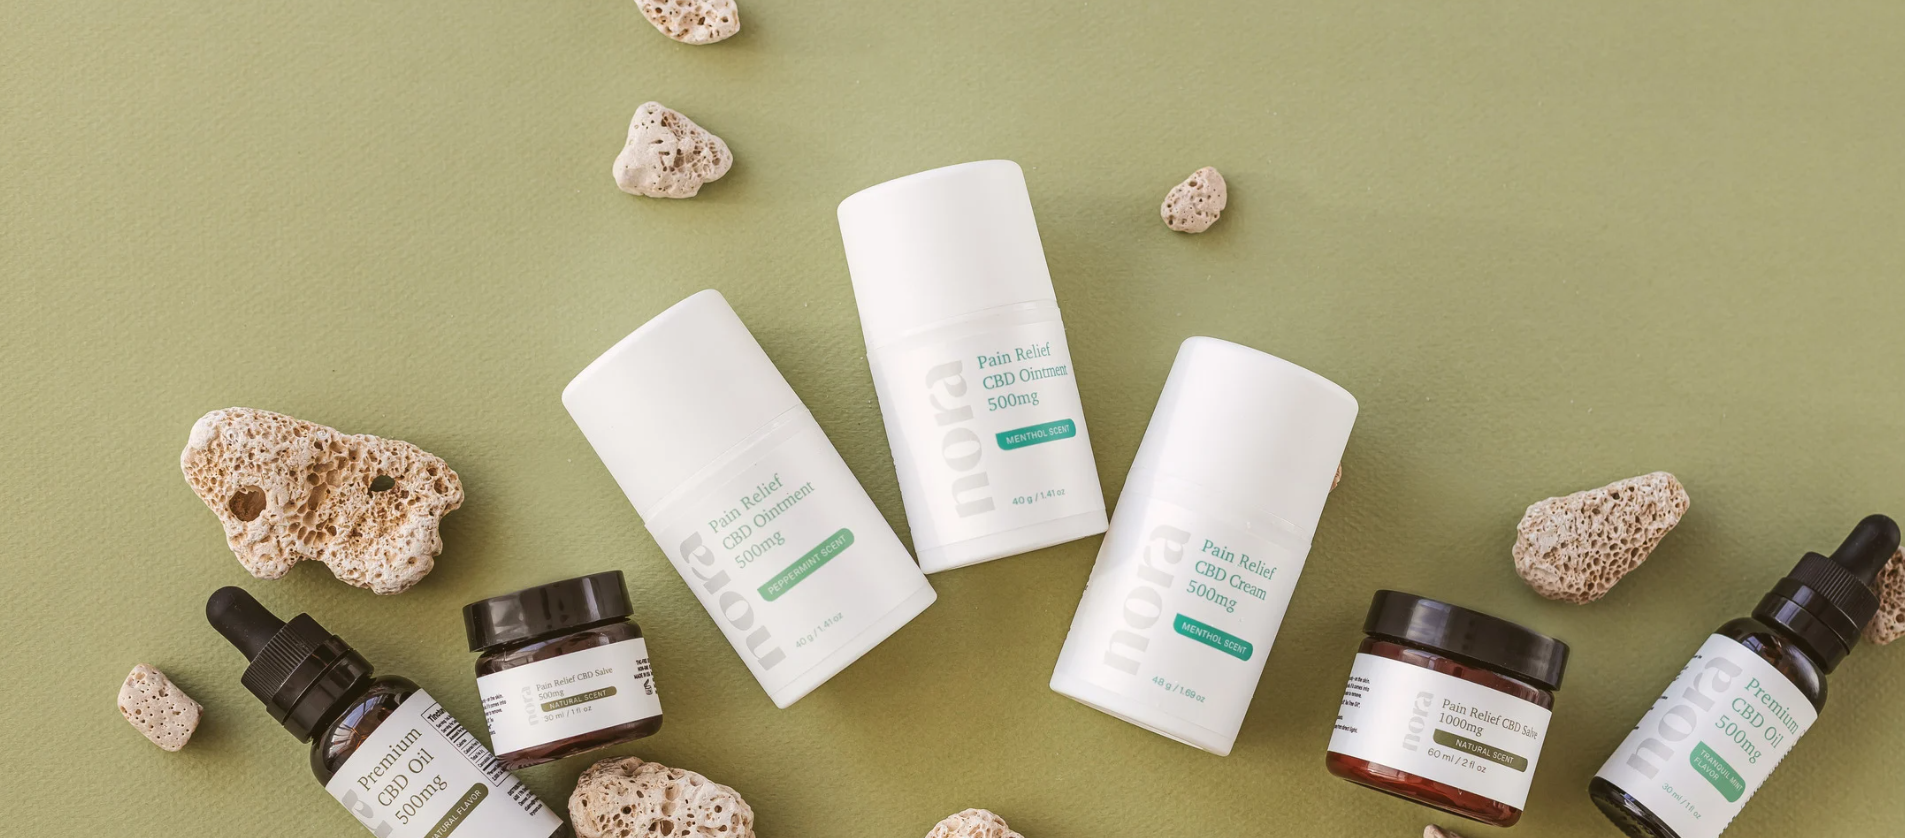 nora
Pain Relief
CBD Ointment
500mg
MENTHOL SCENT
40 g / 1.41 oz
nora
Pain Relief
CBD Ointment
500mg
PEPPERMINT SCENT
40 g / 1.41 oz
nora
Pain Relief
CBD Cream
500mg
MENTHOL SCENT
48 g / 1.69 oz
nora
Pain Relief CBD Salve
500mg
NATURAL SCENT
30 ml / 1 fl oz
nora
Pain Relief CBD Salve
1000mg
NATURAL SCENT
60 ml / 2 fl oz
Premium
CBD Oil
500mg
NATURAL FLAVOR
nora
Premium
CBD Oil
500mg
TRANQUIL MINT
FLAVOR
30 ml / 1 fl oz